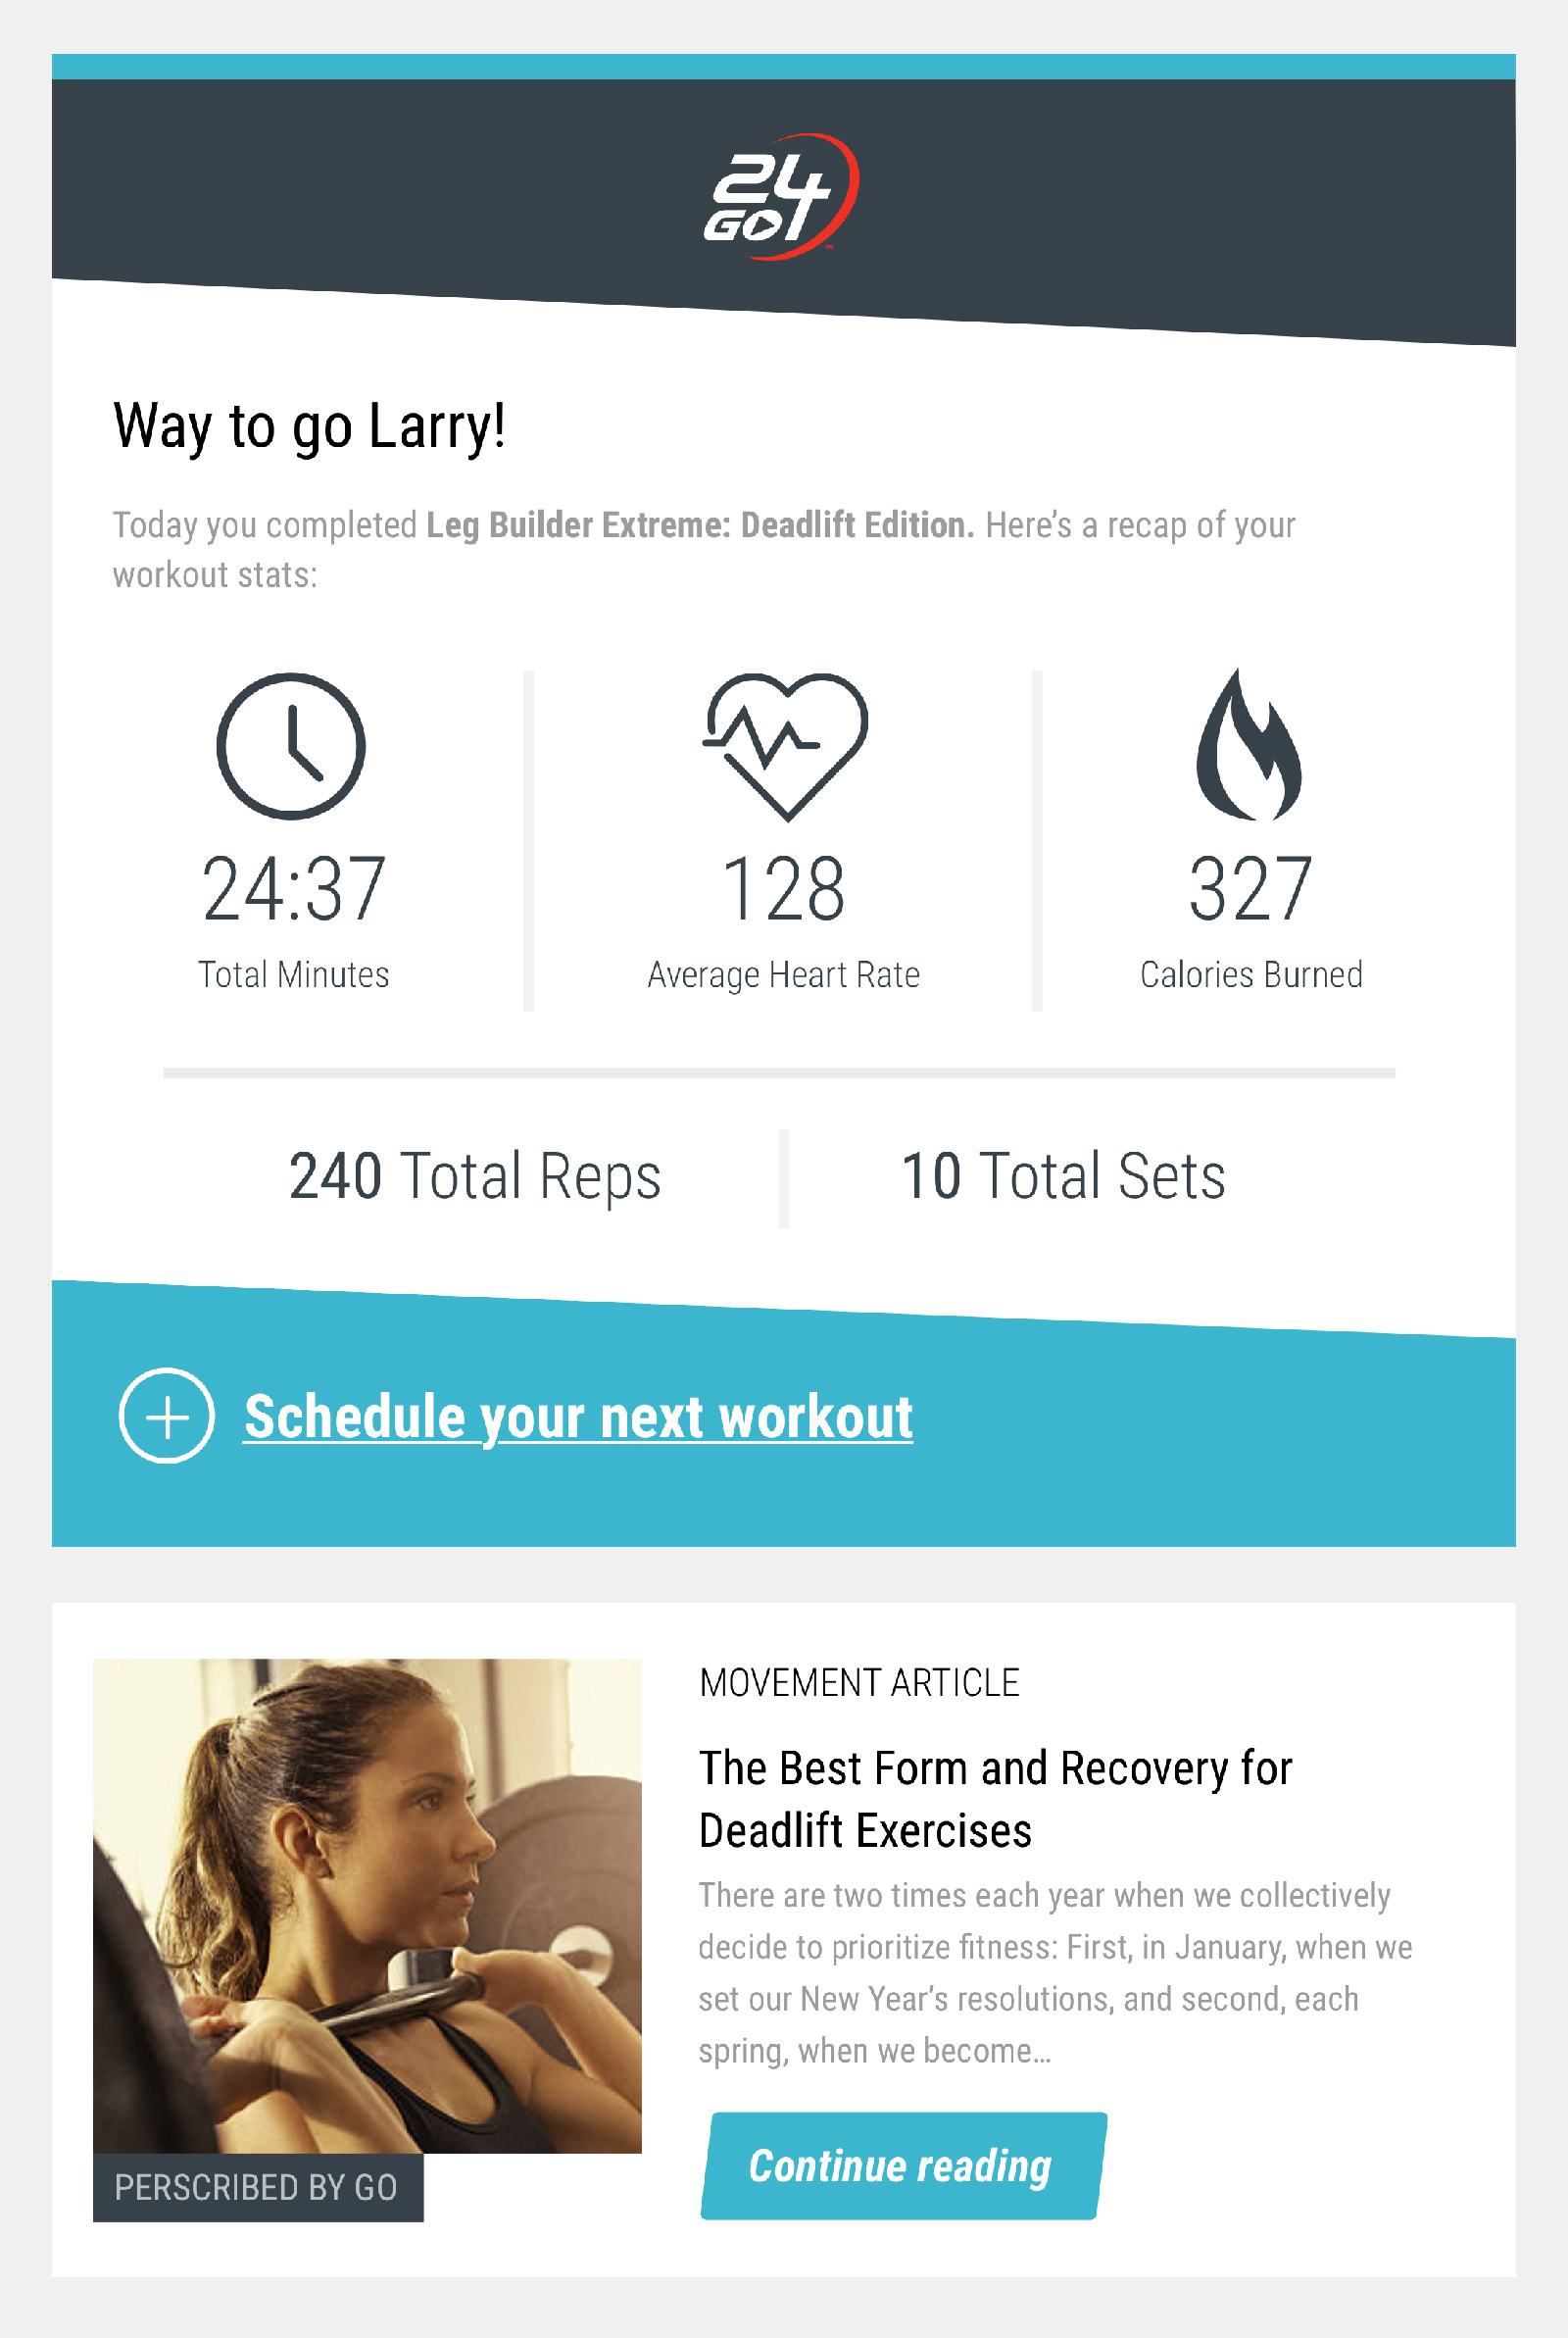 24
GO
™
Way to go Larry!
Today you completed Leg Builder Extreme: Deadlift Edition. Here’s a recap of your
workout stats:
24:37
128
327
Total Minutes
Average Heart Rate
Calories Burned
240 Total Reps
10 Total Sets
Schedule your next workout
MOVEMENT ARTICLE
The Best Form and Recovery for
Deadlift Exercises
There are two times each year when we collectively
decide to prioritize fitness: First, in January, when we
set our New Year’s resolutions, and second, each
spring, when we become…
Continue reading
PERSCRIBED BY GO